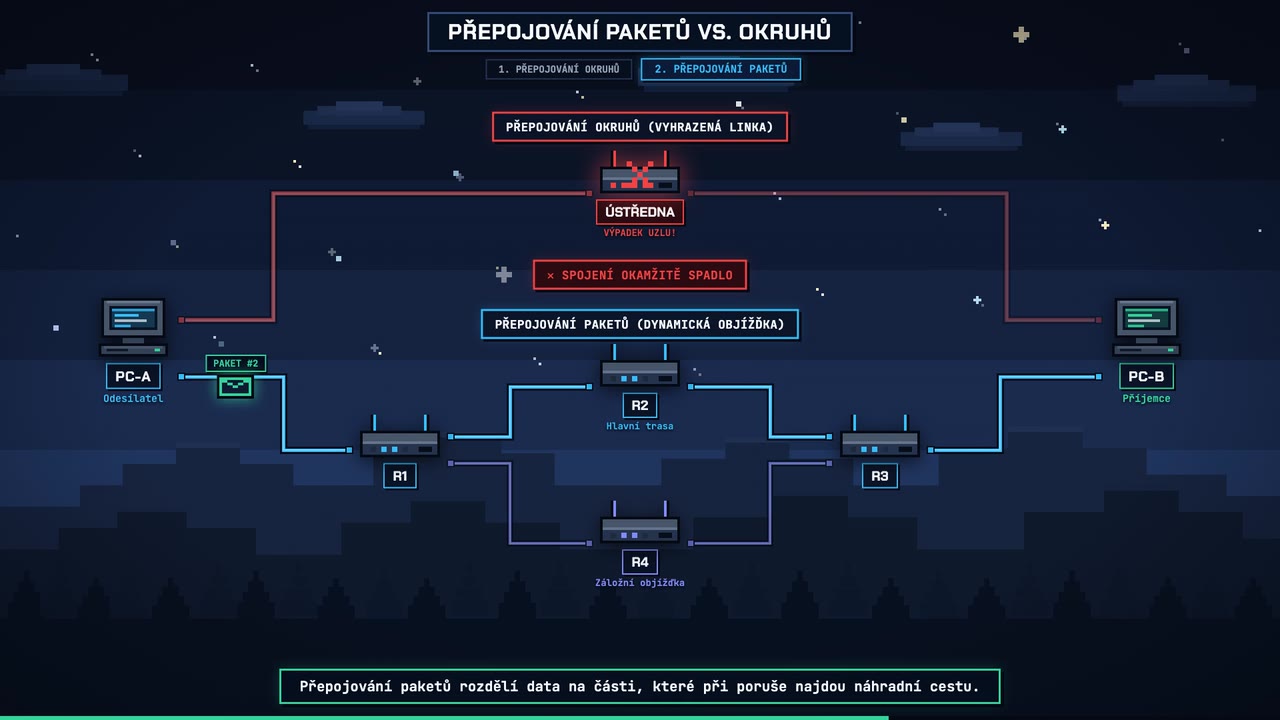 PŘEPOJOVÁNÍ PAKETŮ VS. OKRUHŮ
1. PŘEPOJOVÁNÍ OKRUHŮ
2. PŘEPOJOVÁNÍ PAKETŮ
PŘEPOJOVÁNÍ OKRUHŮ (VYHRAZENÁ LINKA)
ÚSTŘEDNA
VÝPADEK UZLU!
× SPOJENÍ OKAMŽITĚ SPADLO
PŘEPOJOVÁNÍ PAKETŮ (DYNAMICKÁ OBJÍŽĎKA)
PAKET #2
PC-A
Odesílatel
PC-B
Příjemce
R2
Hlavní trasa
R1
R3
R4
Záložní objížďka
Přepojování paketů rozdělí data na části, které při poruše najdou náhradní cestu.